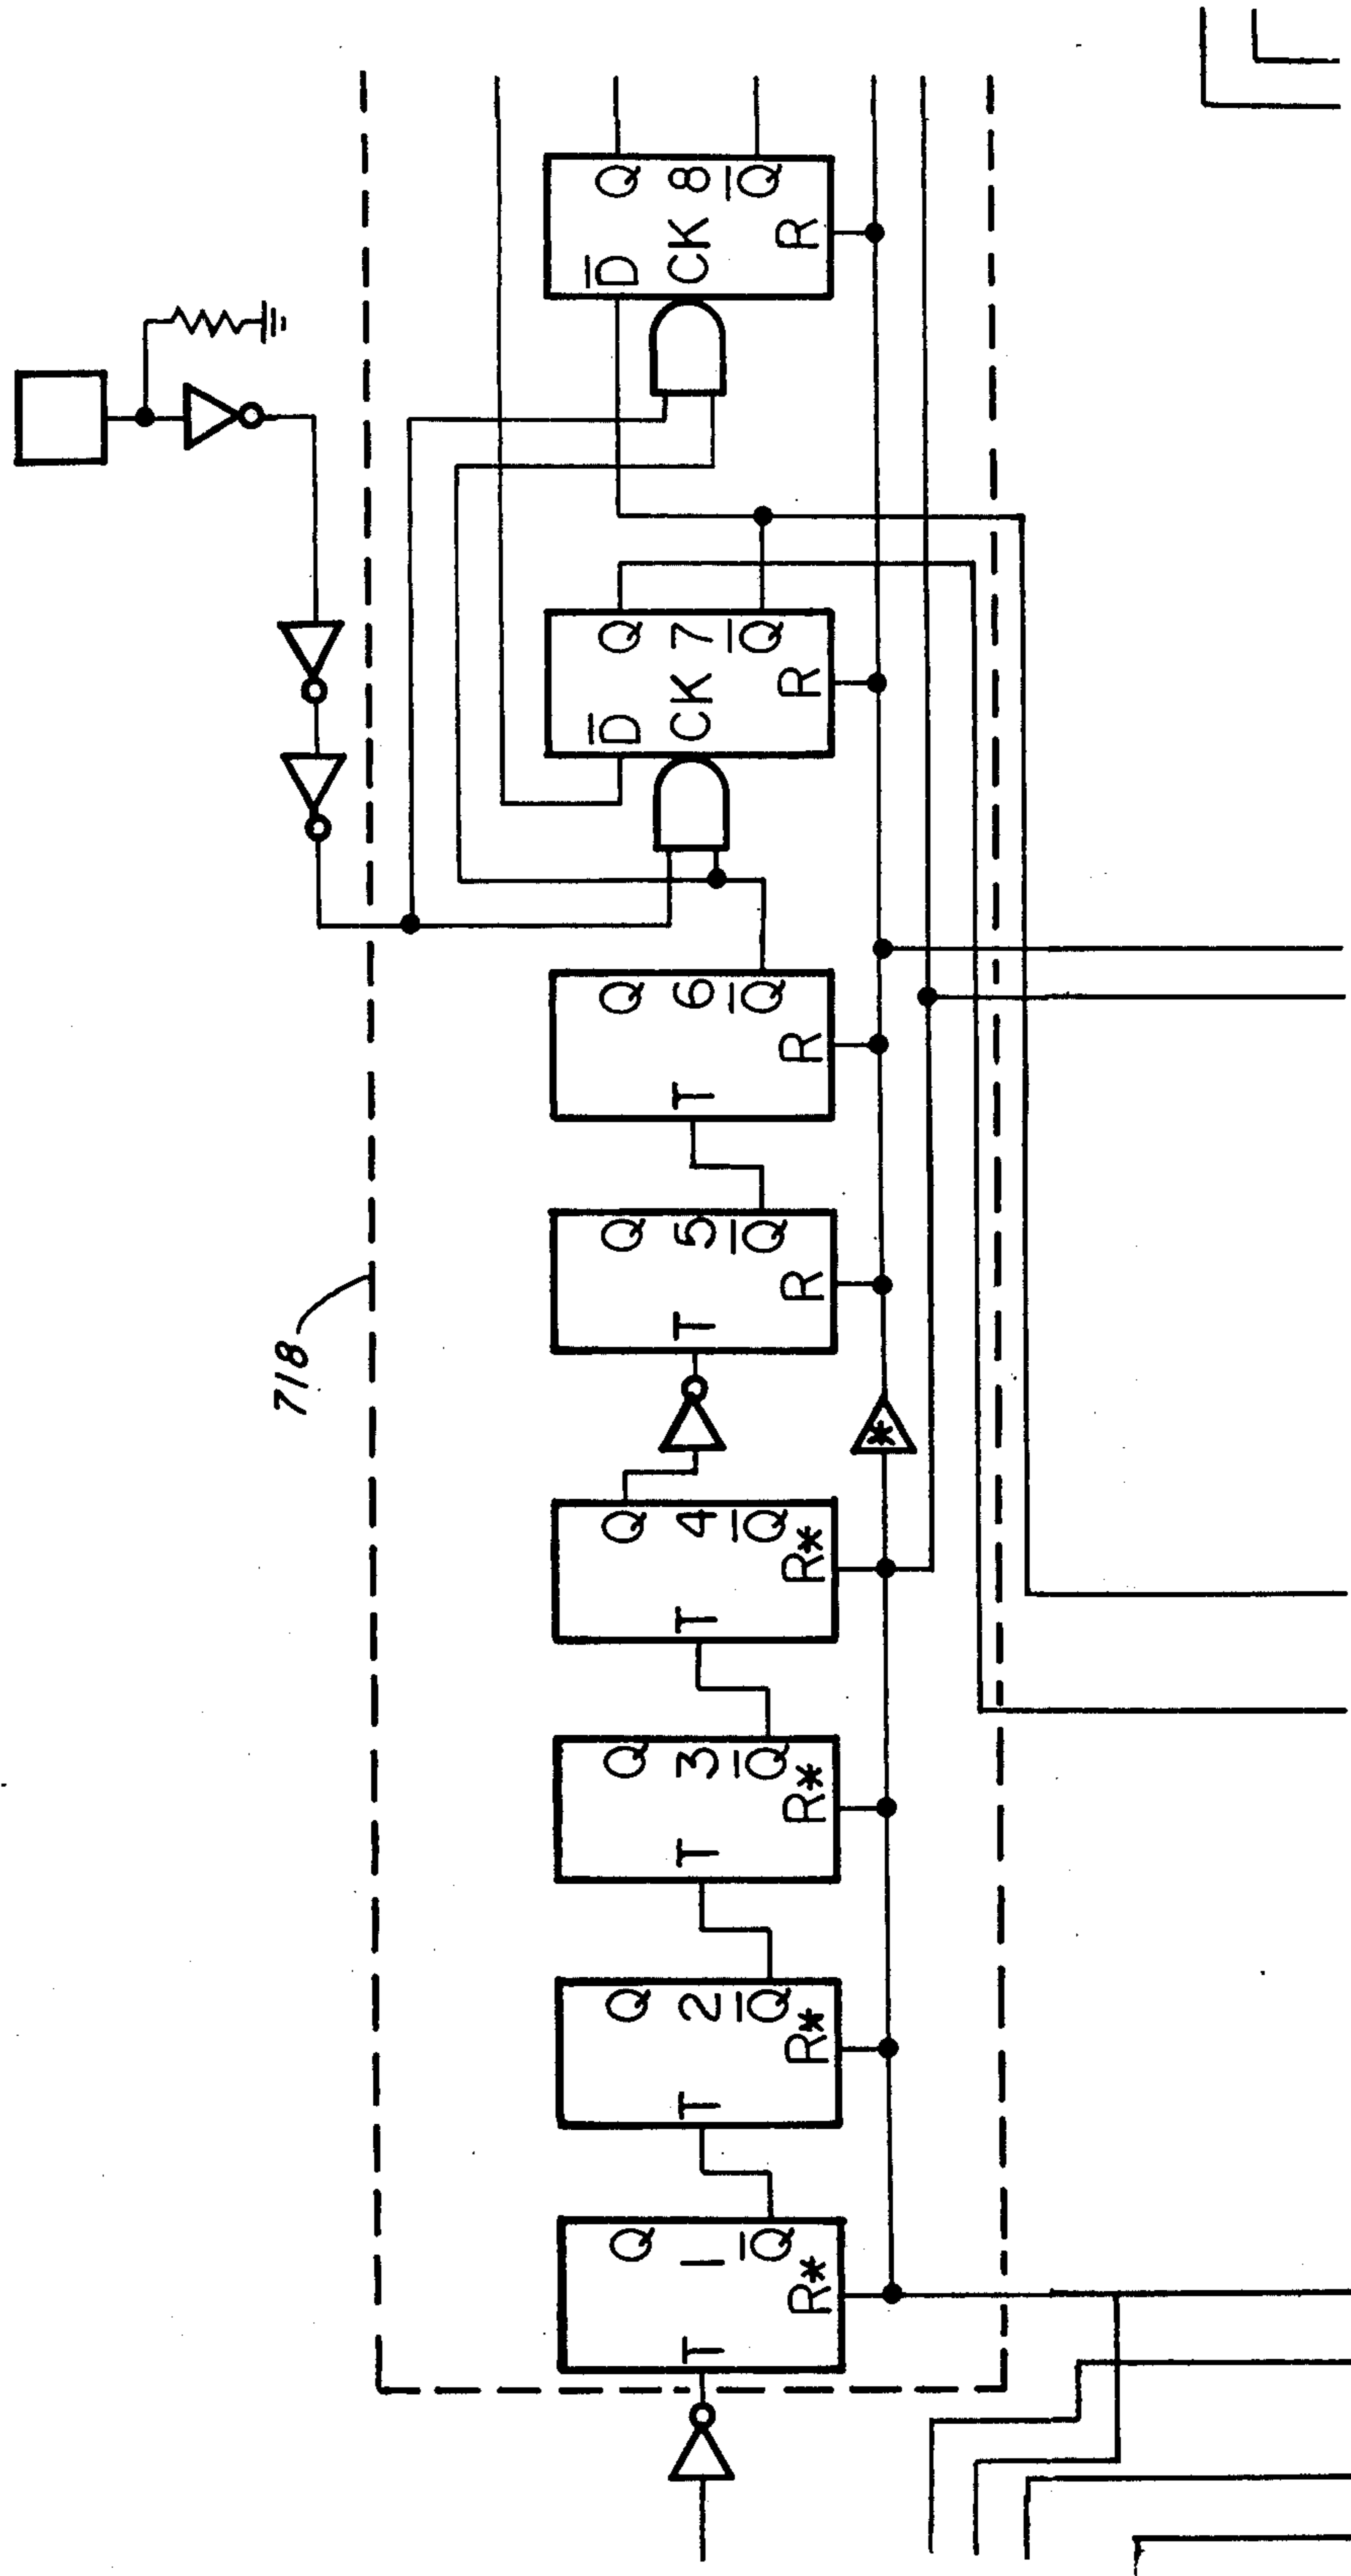 718
Q
T 1
Q̅
R*
Q
T 2
Q̅
R*
Q
T 3
Q̅
R*
Q
T 4
Q̅
R*
*
Q
T 5
Q̅
R
Q
T 6
Q̅
R
D̅ Q
CK 7
Q̅
R
D̅ Q
CK 8
Q̅
R